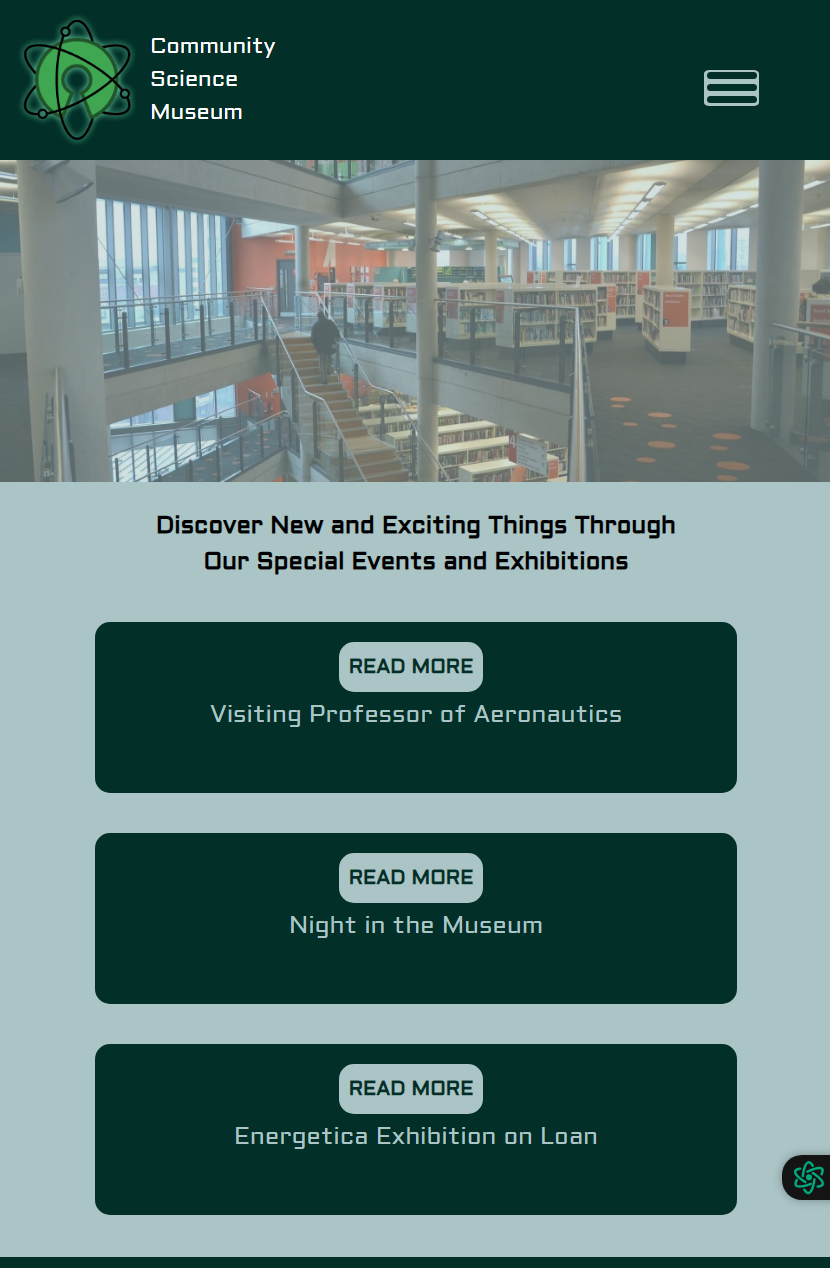 Community
Science
Museum
Discover New and Exciting Things Through
Our Special Events and Exhibitions
READ MORE
Visiting Professor of Aeronautics
READ MORE
Night in the Museum
READ MORE
Energetica Exhibition on Loan